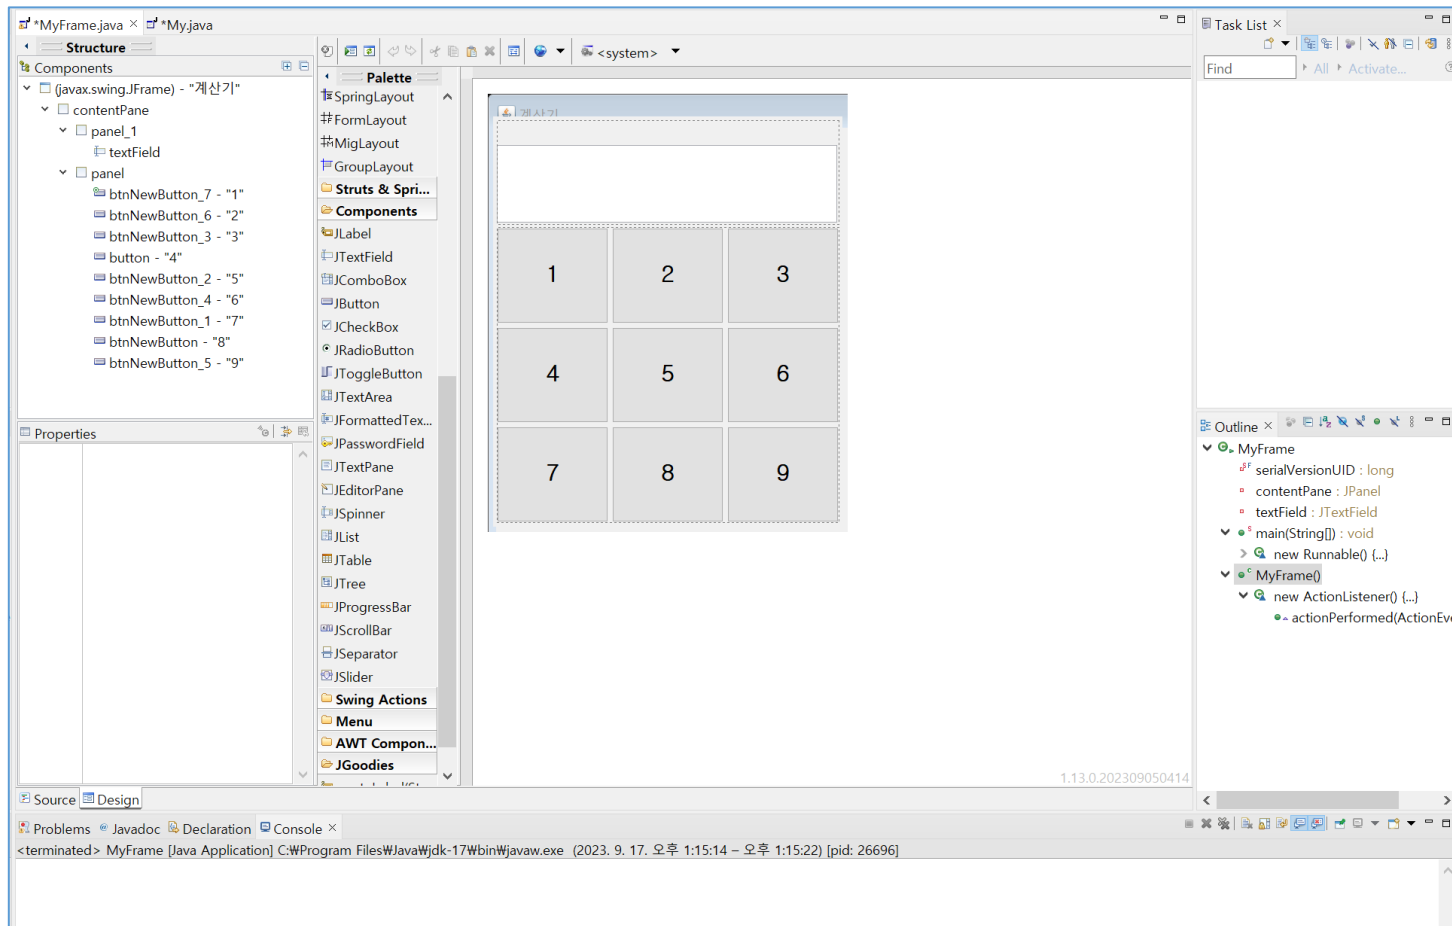 *MyFrame.java
*My.java
Structure
Components
(javax.swing.JFrame) - "계산기"
contentPane
panel_1
textField
panel
btnNewButton_7 - "1"
btnNewButton_6 - "2"
btnNewButton_3 - "3"
button - "4"
btnNewButton_2 - "5"
btnNewButton_4 - "6"
btnNewButton_1 - "7"
btnNewButton - "8"
btnNewButton_5 - "9"
Properties
<system>
Palette
SpringLayout
FormLayout
MigLayout
GroupLayout
Struts & Spri...
Components
JLabel
JTextField
JComboBox
JButton
JCheckBox
JRadioButton
JToggleButton
JTextArea
JFormattedTex...
JPasswordField
JTextPane
JEditorPane
JSpinner
JList
JTable
JTree
JProgressBar
JScrollBar
JSeparator
JSlider
Swing Actions
Menu
AWT Compon...
JGoodies
계산기
1 2 3
4 5 6
7 8 9
1.13.0.202309050414
Task List
Find
All
Activate...
Outline
MyFrame
serialVersionUID : long
contentPane : JPanel
textField : JTextField
main(String[]) : void
new Runnable() {...}
MyFrame()
new ActionListener() {...}
actionPerformed(ActionEve
Source
Design
Problems
Javadoc
Declaration
Console
<terminated> MyFrame [Java Application] C:₩Program Files₩Java₩jdk-17₩bin₩javaw.exe (2023. 9. 17. 오후 1:15:14 – 오후 1:15:22) [pid: 26696]